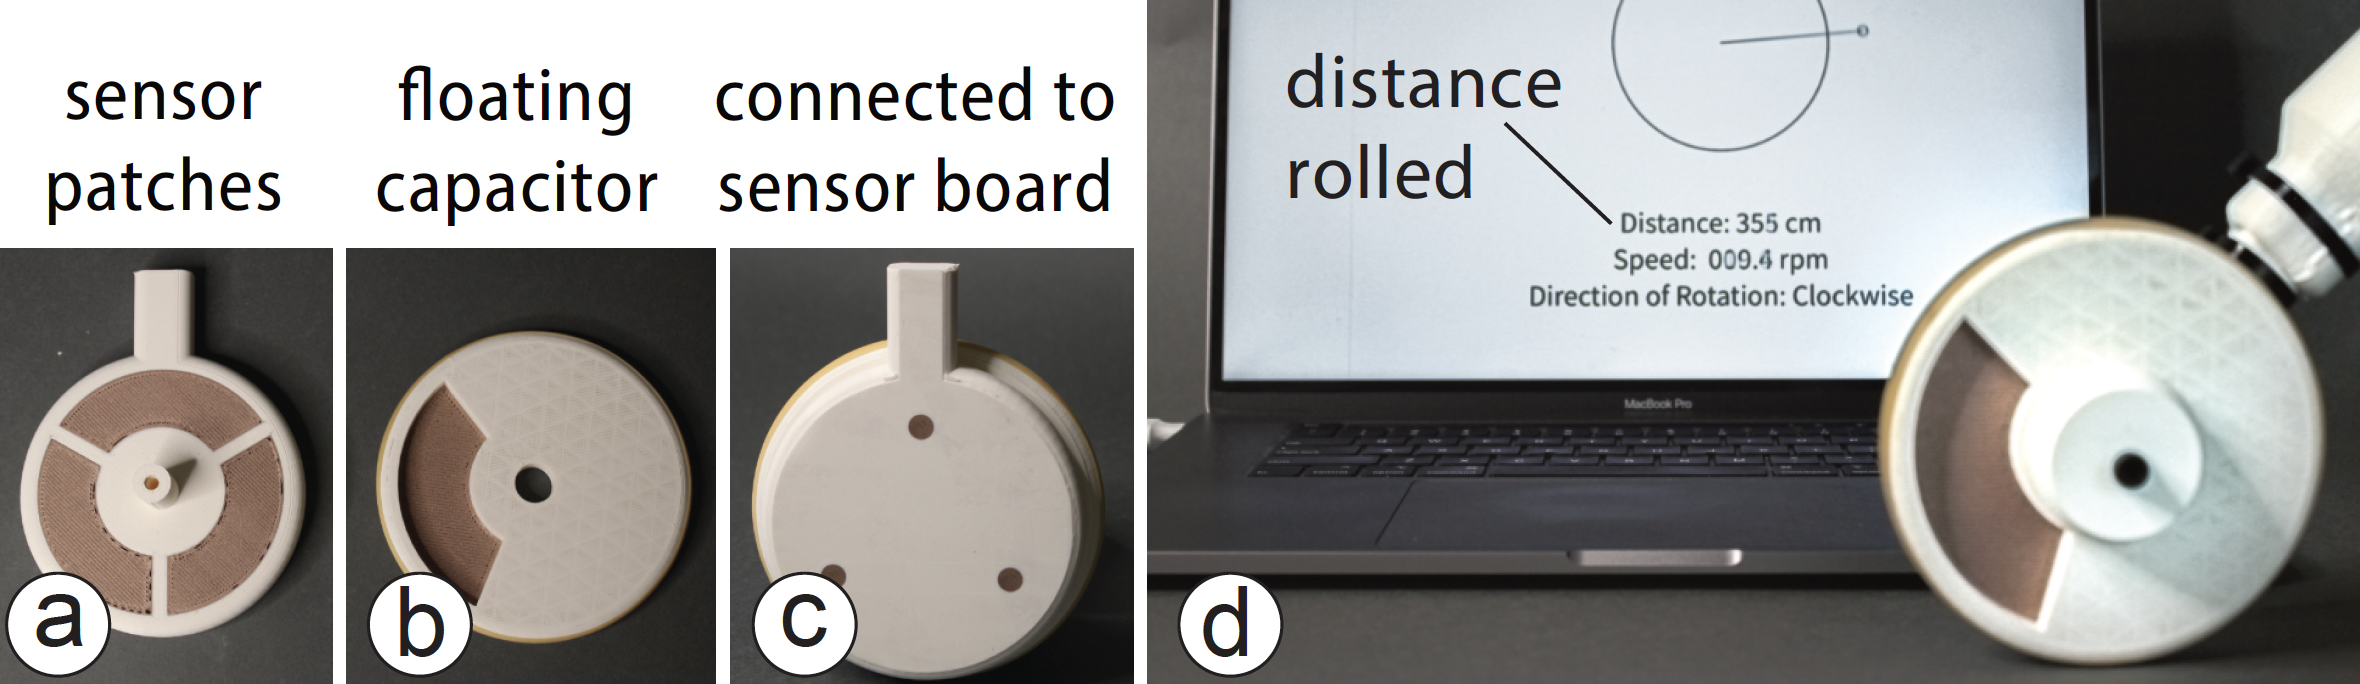 sensor
patches
floating
capacitor
connected to
sensor board
distance
rolled
Distance: 355 cm
Speed: 009.4 rpm
Direction of Rotation: Clockwise
MacBook Pro
a
b
c
d